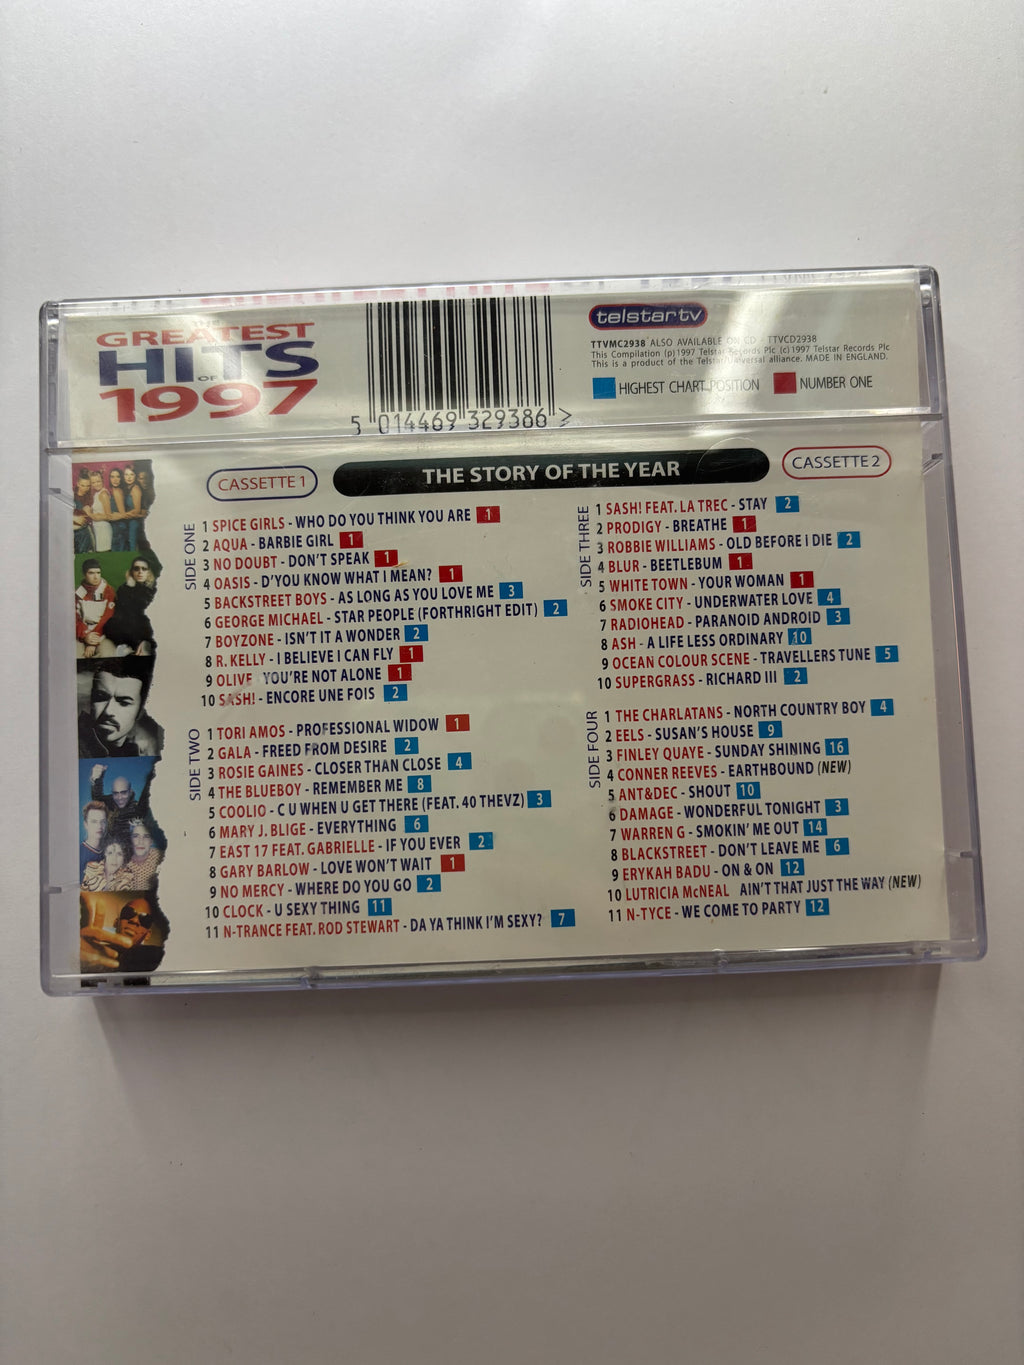 THE
GREATEST
HITS
OF
1997
5 014469 329386 >
telstar tv
TTVMC2938 ALSO AVAILABLE ON CD - TTVCD2938
This Compilation (p)1997 Telstar Records Plc (c)1997 Telstar Records Plc
This is a product of the Telstar/Universal alliance. MADE IN ENGLAND.
HIGHEST CHART POSITION NUMBER ONE
CASSETTE 1
THE STORY OF THE YEAR
CASSETTE 2
SIDE ONE
1 SPICE GIRLS - WHO DO YOU THINK YOU ARE 1
2 AQUA - BARBIE GIRL 1
3 NO DOUBT - DON'T SPEAK 1
4 OASIS - D'YOU KNOW WHAT I MEAN? 1
5 BACKSTREET BOYS - AS LONG AS YOU LOVE ME 3
6 GEORGE MICHAEL - STAR PEOPLE (FORTHRIGHT EDIT) 2
7 BOYZONE - ISN'T IT A WONDER 2
8 R. KELLY - I BELIEVE I CAN FLY 1
9 OLIVE YOU'RE NOT ALONE 1
10 SASH! - ENCORE UNE FOIS 2
SIDE TWO
1 TORI AMOS - PROFESSIONAL WIDOW 1
2 GALA - FREED FROM DESIRE 2
3 ROSIE GAINES - CLOSER THAN CLOSE 4
4 THE BLUEBOY - REMEMBER ME 8
5 COOLIO - C U WHEN U GET THERE (FEAT. 40 THEVZ) 3
6 MARY J. BLIGE - EVERYTHING 6
7 EAST 17 FEAT. GABRIELLE - IF YOU EVER 2
8 GARY BARLOW - LOVE WON'T WAIT 1
9 NO MERCY - WHERE DO YOU GO 2
10 CLOCK - U SEXY THING 11
11 N-TRANCE FEAT. ROD STEWART - DA YA THINK I'M SEXY? 7
SIDE THREE
1 SASH! FEAT. LA TREC - STAY 2
2 PRODIGY - BREATHE 1
3 ROBBIE WILLIAMS - OLD BEFORE I DIE 2
4 BLUR - BEETLEBUM 1
5 WHITE TOWN - YOUR WOMAN 1
6 SMOKE CITY - UNDERWATER LOVE 4
7 RADIOHEAD - PARANOID ANDROID 3
8 ASH - A LIFE LESS ORDINARY 10
9 OCEAN COLOUR SCENE - TRAVELLERS TUNE 5
10 SUPERGRASS - RICHARD III 2
SIDE FOUR
1 THE CHARLATANS - NORTH COUNTRY BOY 4
2 EELS - SUSAN'S HOUSE 9
3 FINLEY QUAYE - SUNDAY SHINING 16
4 CONNER REEVES - EARTHBOUND (NEW)
5 ANT&DEC - SHOUT 10
6 DAMAGE - WONDERFUL TONIGHT 3
7 WARREN G - SMOKIN' ME OUT 14
8 BLACKSTREET - DON'T LEAVE ME 6
9 ERYKAH BADU - ON & ON 12
10 LUTRICIA McNEAL AIN'T THAT JUST THE WAY (NEW)
11 N-TYCE - WE COME TO PARTY 12